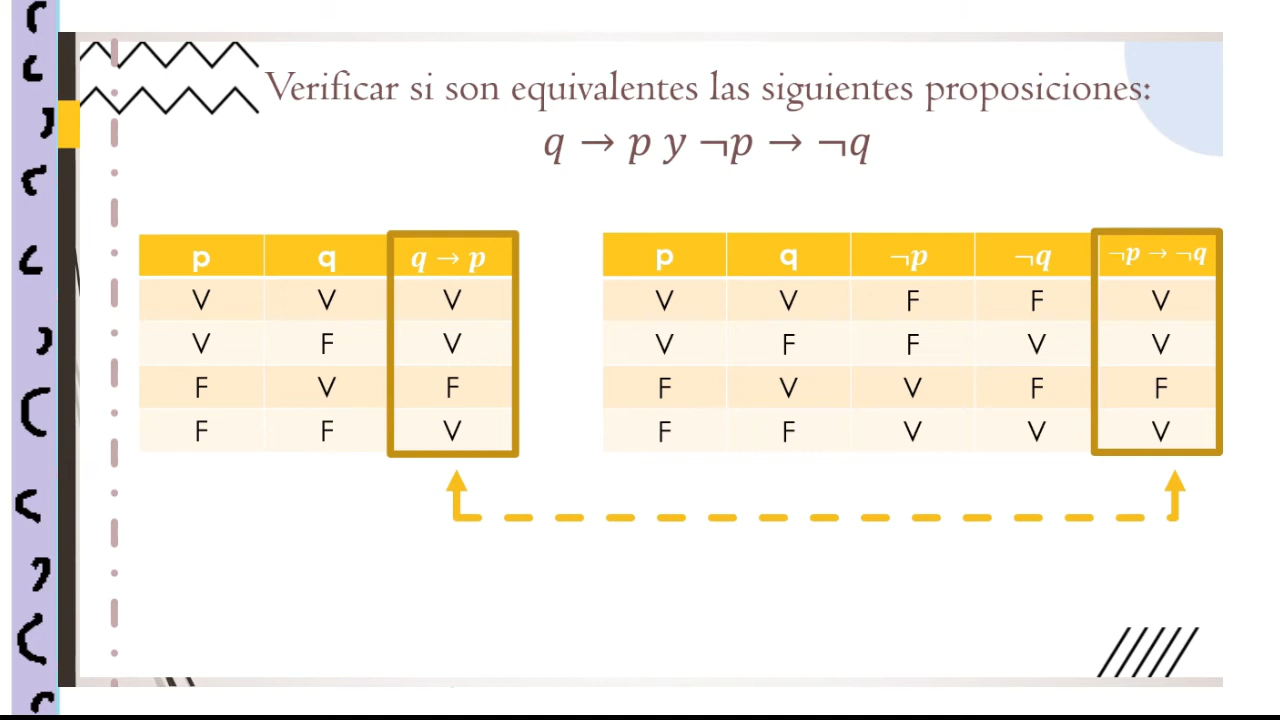 Verificar si son equivalentes las siguientes proposiciones:
q → p y ¬p → ¬q
p q q → p
V V V
V F V
F V F
F F V
p q ¬p ¬q ¬p → ¬q
V V F F V
V F F V V
F V V F F
F F V V V